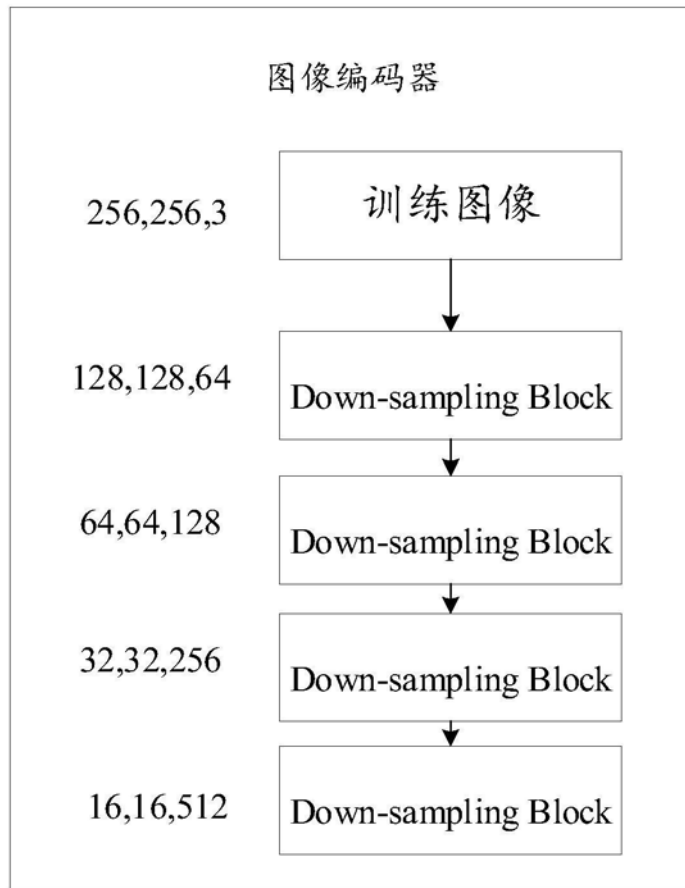 图像编码器
256,256,3
训练图像
128,128,64
Down-sampling Block
64,64,128
Down-sampling Block
32,32,256
Down-sampling Block
16,16,512
Down-sampling Block